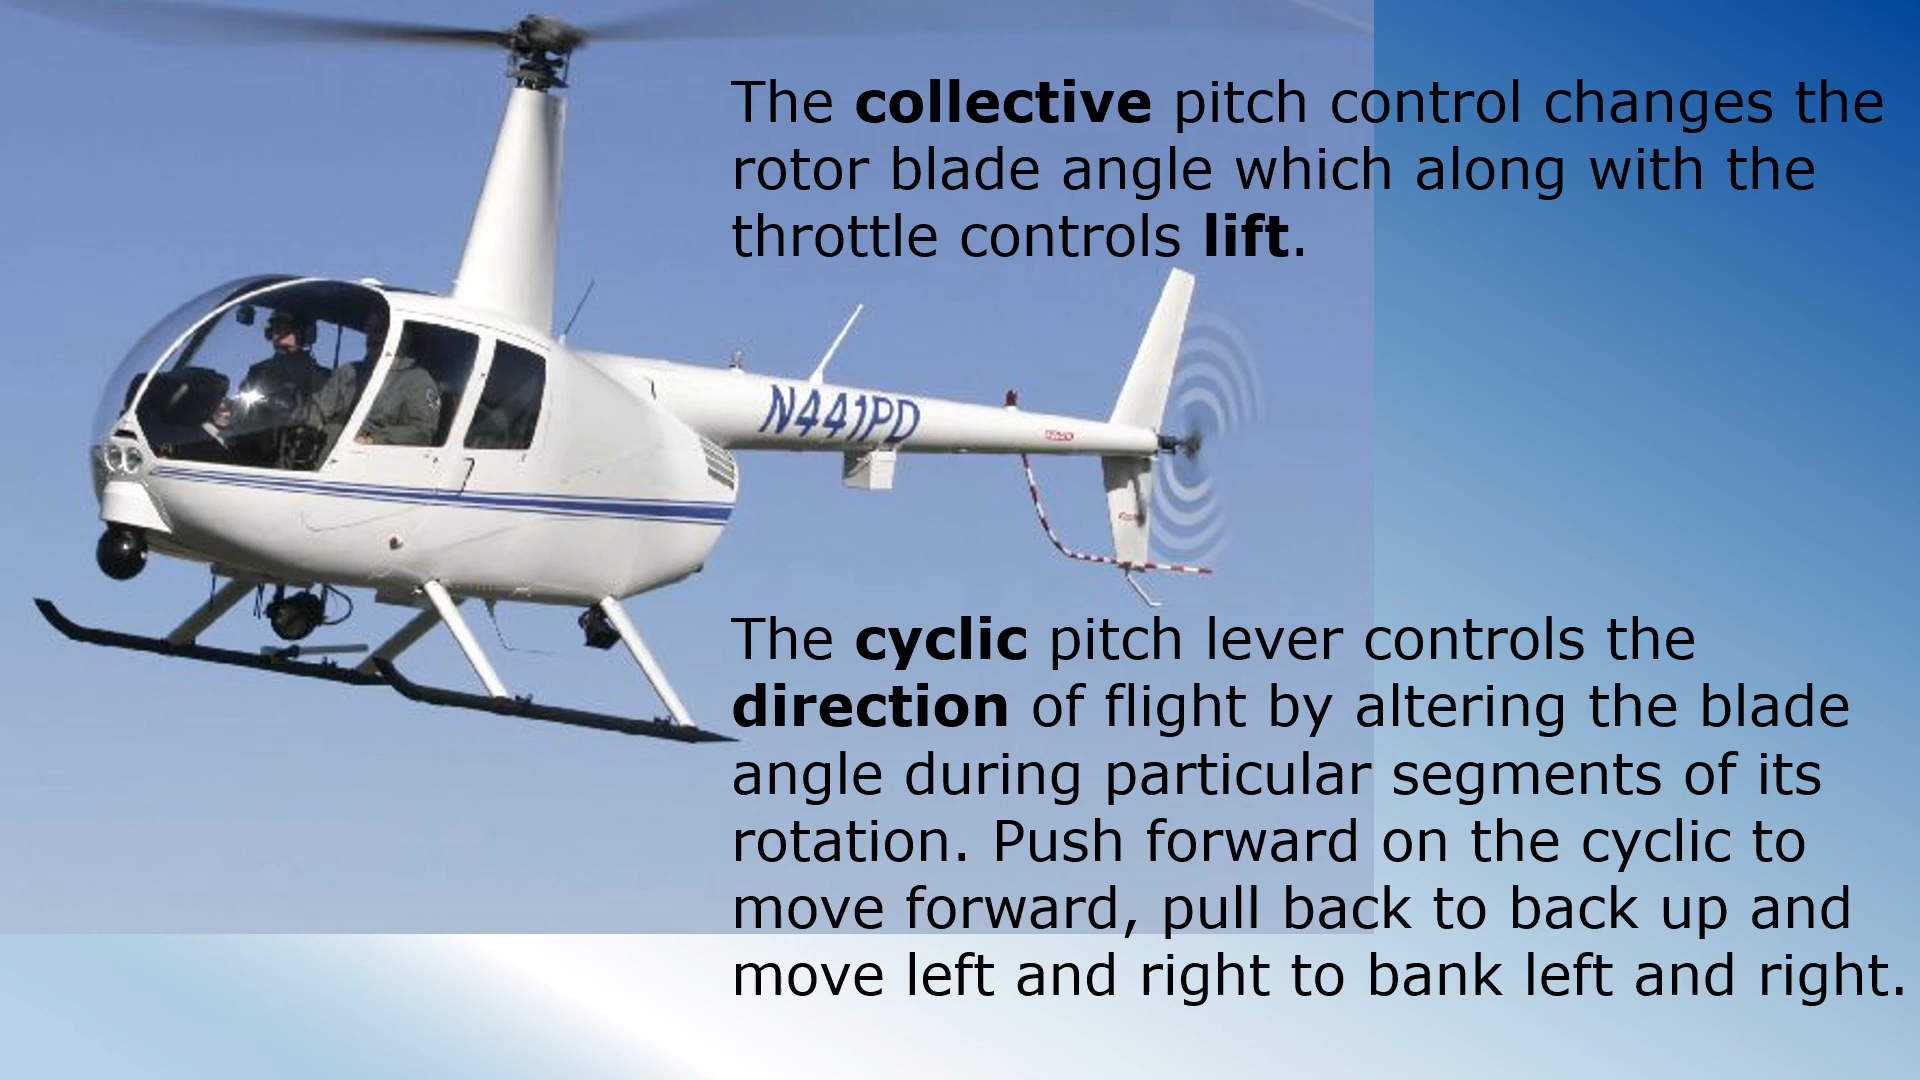 The collective pitch control changes the
rotor blade angle which along with the
throttle controls lift.
N441PD
The cyclic pitch lever controls the
direction of flight by altering the blade
angle during particular segments of its
rotation. Push forward on the cyclic to
move forward, pull back to back up and
move left and right to bank left and right.